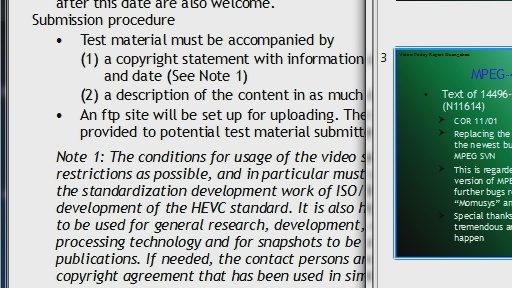 after this date are also welcome.
Submission procedure
• Test material must be accompanied by
(1) a copyright statement with information
and date (See Note 1)
(2) a description of the content in as much
• An ftp site will be set up for uploading. The
provided to potential test material submitt
Note 1: The conditions for usage of the video s
restrictions as possible, and in particular must
the standardization development work of ISO/
development of the HEVC standard. It is also h
to be used for general research, development,
processing technology and for snapshots to be
publications. If needed, the contact persons ar
copyright agreement that has been used in sim
3
MPEG-
• Text of 14496-
(N11614)
COR 11/01
Replacing the
the newest bu
MPEG SVN
This is regarde
version of MPE
further bugs r
"Momusys" an
Special thanks
tremendous a
happen